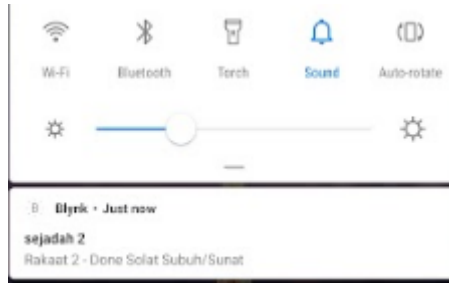 Wi-Fi Bluetooth Torch Sound Auto-rotate
B Blynk • Just now
sejadah 2
Rakaat 2 - Done Solat Subuh/Sunat